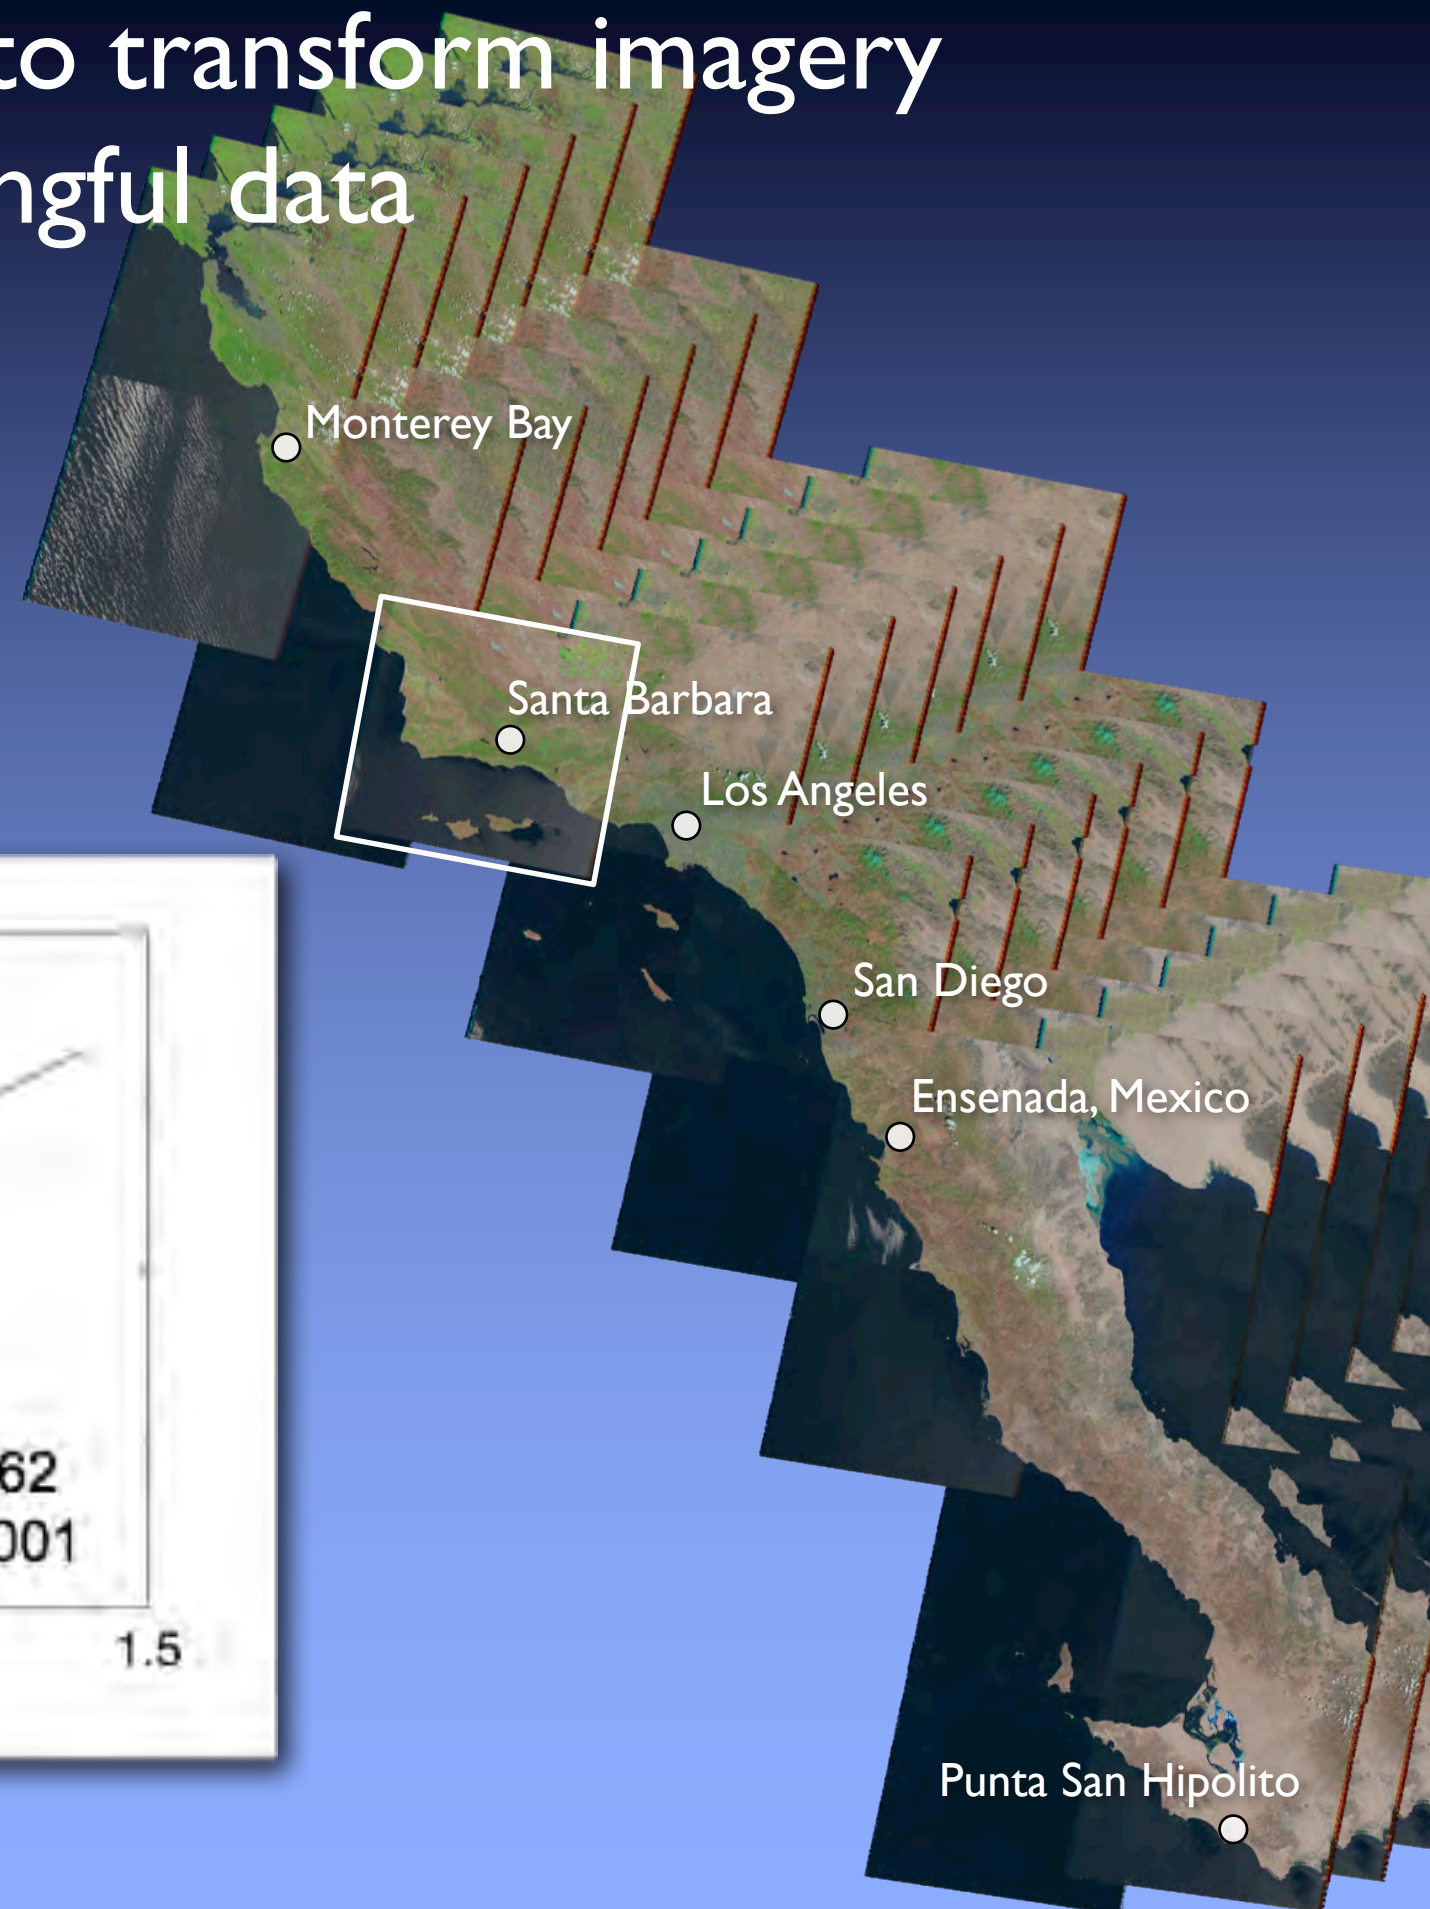 to transform imagery
ngful data
Monterey Bay
Santa Barbara
Los Angeles
San Diego
Ensenada, Mexico
62
001
1.5
Punta San Hipolito